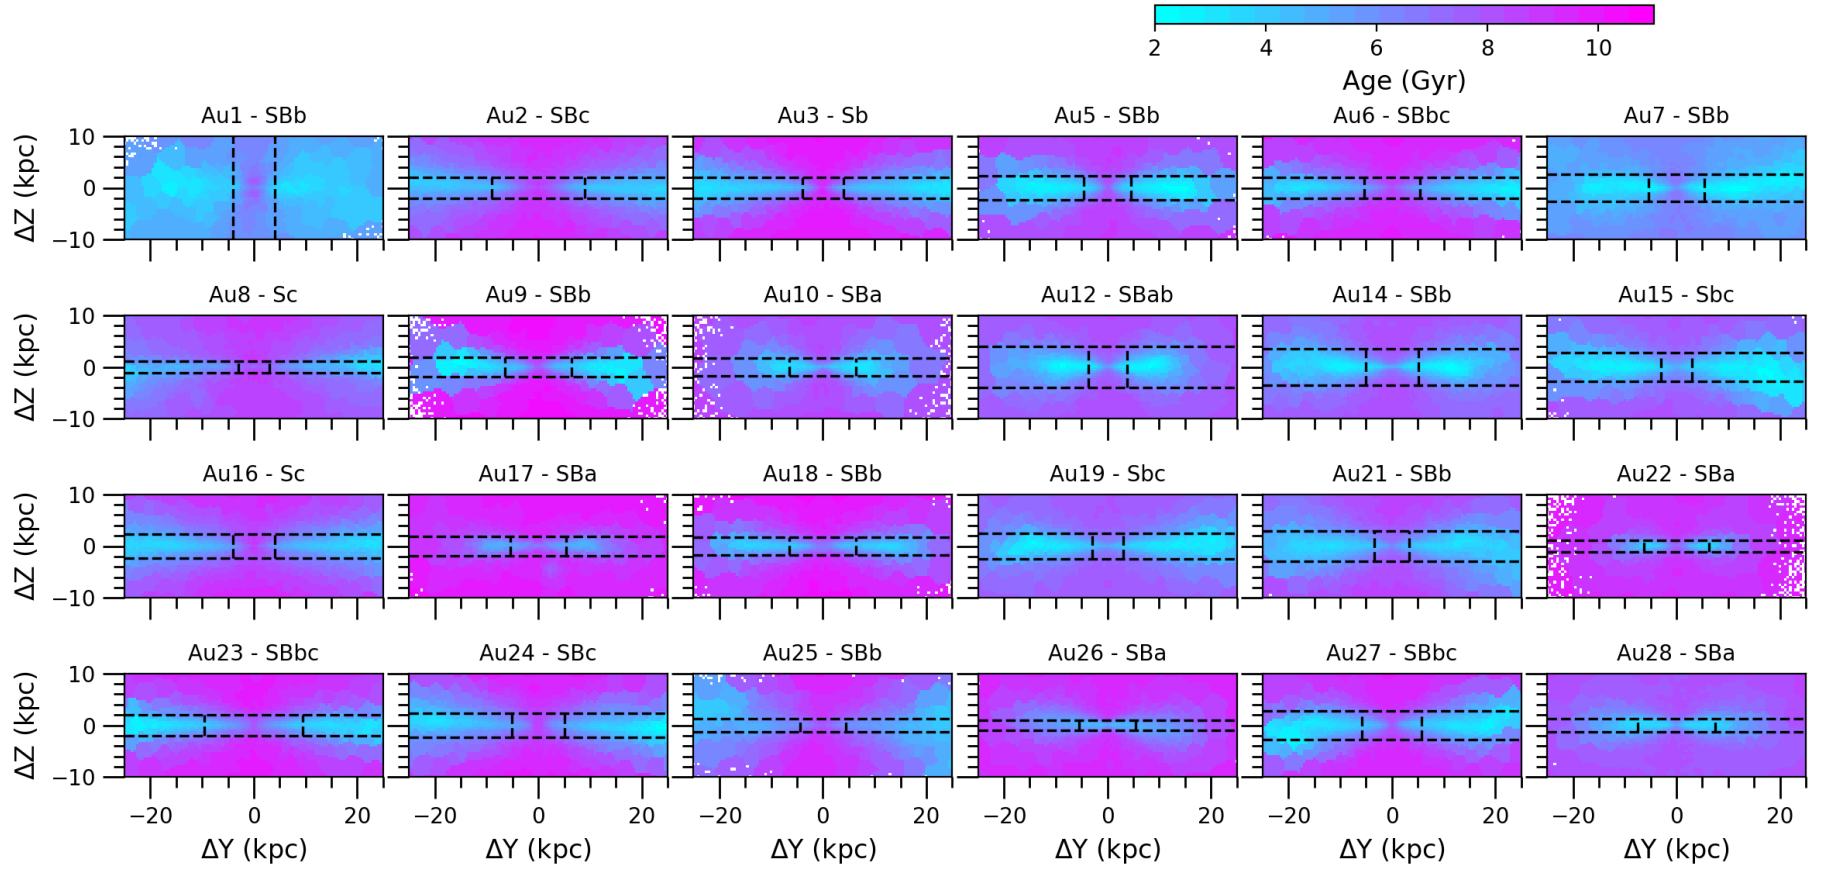 2 4 6 8 10
Age (Gyr)
Au1 - SBb Au2 - SBc Au3 - Sb Au5 - SBb Au6 - SBbc Au7 - SBb
ΔZ (kpc)
10
0
−10
Au8 - Sc Au9 - SBb Au10 - SBa Au12 - SBab Au14 - SBb Au15 - Sbc
ΔZ (kpc)
10
0
−10
Au16 - Sc Au17 - SBa Au18 - SBb Au19 - Sbc Au21 - SBb Au22 - SBa
ΔZ (kpc)
10
0
−10
Au23 - SBbc Au24 - SBc Au25 - SBb Au26 - SBa Au27 - SBbc Au28 - SBa
ΔZ (kpc)
10
0
−10
−20 0 20 −20 0 20 −20 0 20 −20 0 20 −20 0 20 −20 0 20
ΔY (kpc) ΔY (kpc) ΔY (kpc) ΔY (kpc) ΔY (kpc) ΔY (kpc)